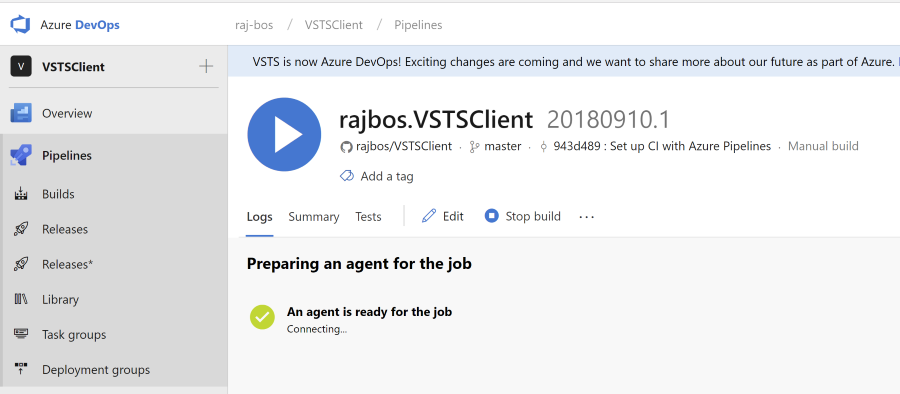 Azure DevOps
raj-bos / VSTSClient / Pipelines
V VSTSClient
VSTS is now Azure DevOps! Exciting changes are coming and we want to share more about our future as part of Azure.
Overview
Pipelines
Builds
Releases
Releases*
Library
Task groups
Deployment groups
rajbos.VSTSClient 20180910.1
rajbos/VSTSClient · master · 943d489 : Set up CI with Azure Pipelines · Manual build
Add a tag
Logs Summary Tests Edit Stop build ...
Preparing an agent for the job
An agent is ready for the job
Connecting...